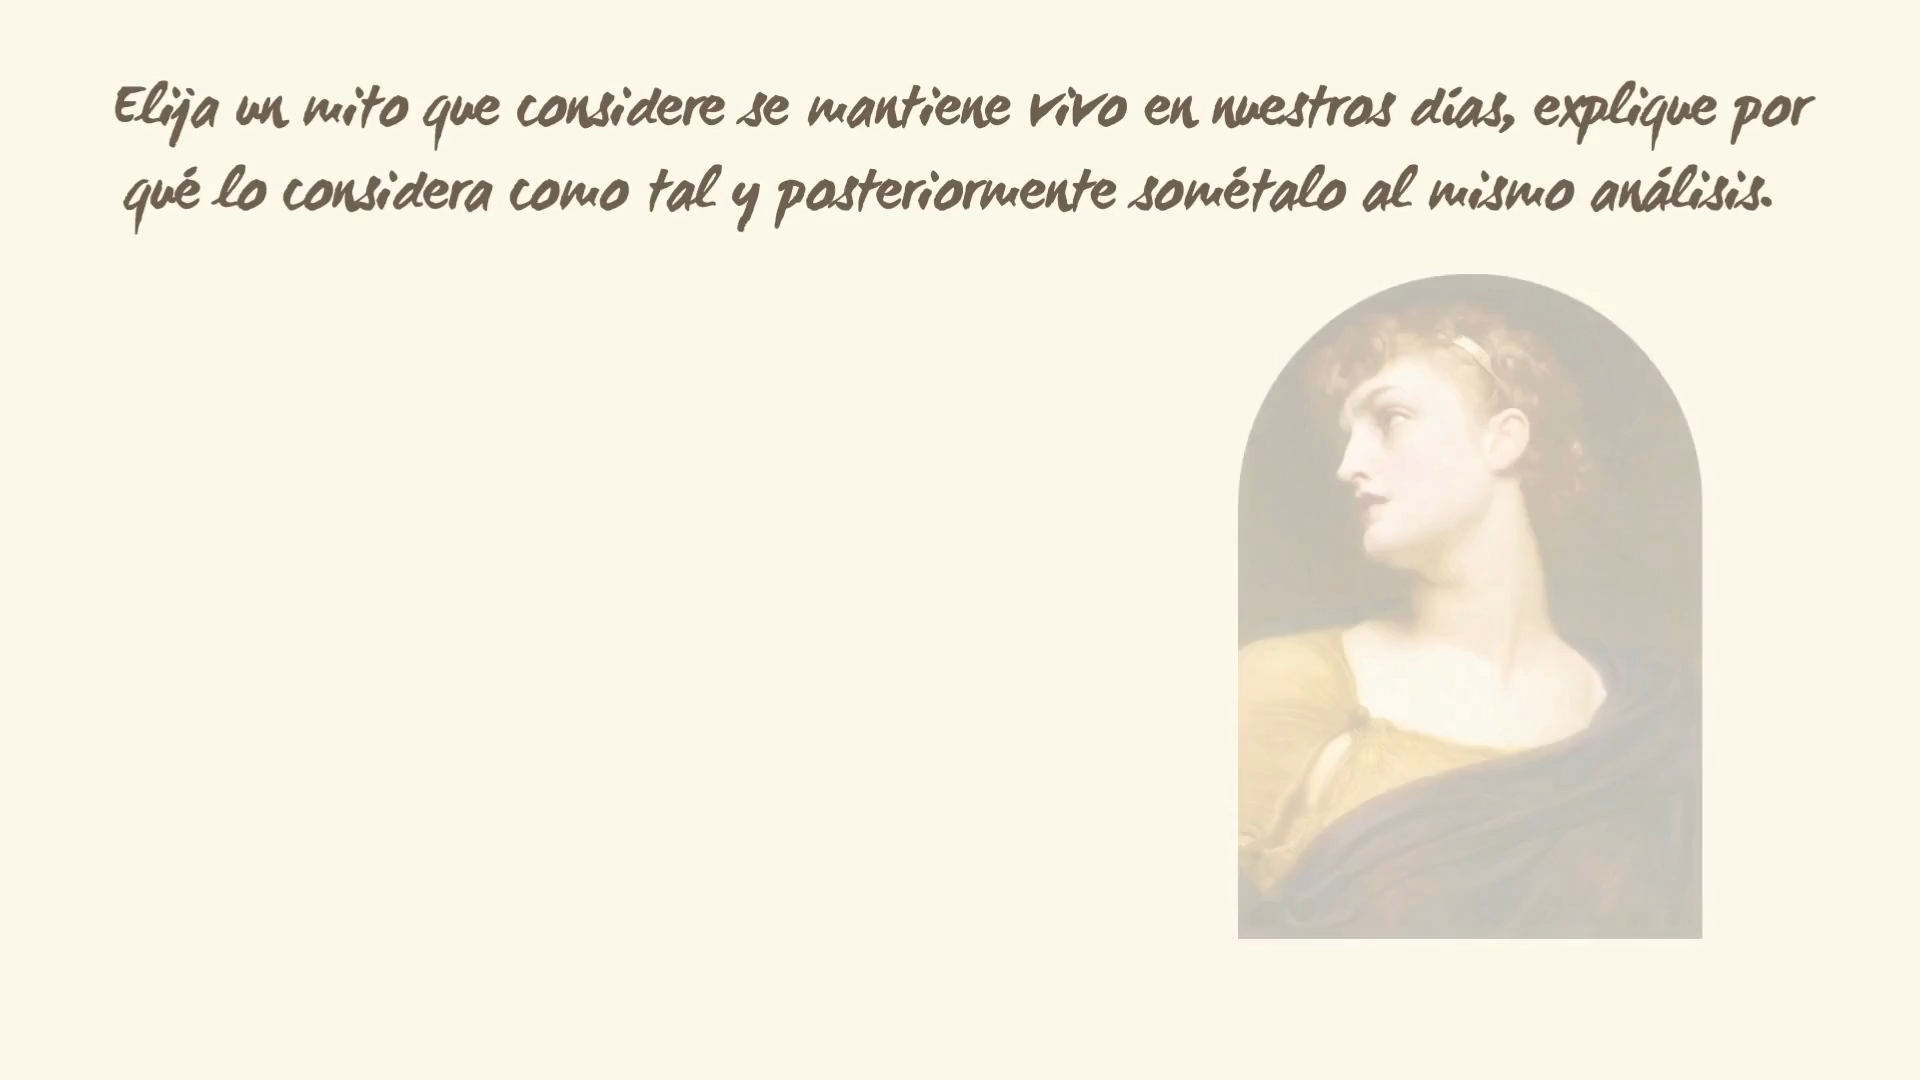 Elija un mito que considere se mantiene vivo en nuestros días, explique por
qué lo considera como tal y posteriormente sométalo al mismo análisis.